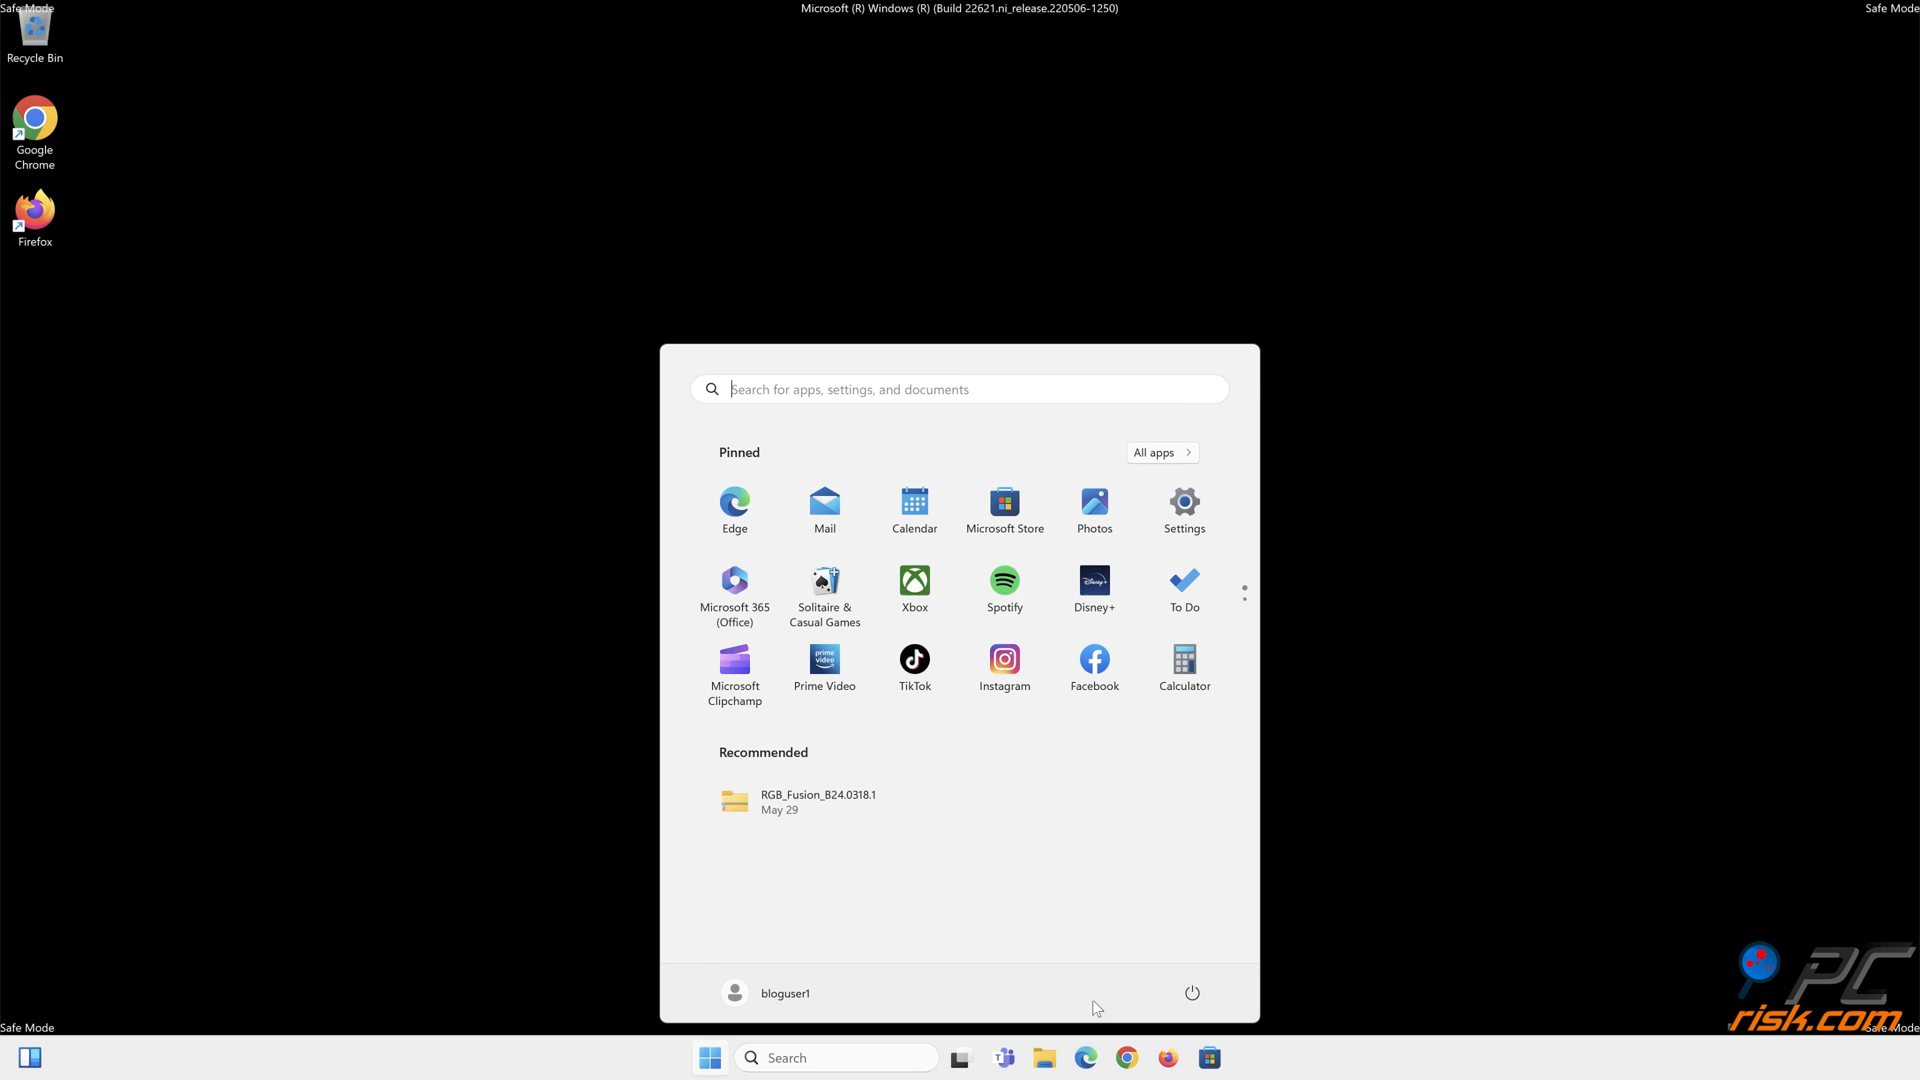 Safe Mode
Microsoft (R) Windows (R) (Build 22621.ni_release.220506-1250)
Safe Mode
Recycle Bin
Google
Chrome
Firefox
Search for apps, settings, and documents
Pinned
All apps
Edge
Mail
Calendar
Microsoft Store
Photos
Settings
Microsoft 365
(Office)
Solitaire &
Casual Games
Xbox
Spotify
Disney+
Disney+
To Do
Microsoft
Clipchamp
prime
video
Prime Video
TikTok
Instagram
Facebook
Calculator
Recommended
RGB_Fusion_B24.0318.1
May 29
bloguser1
PC
risk.com
Safe Mode
Safe Mode
Search